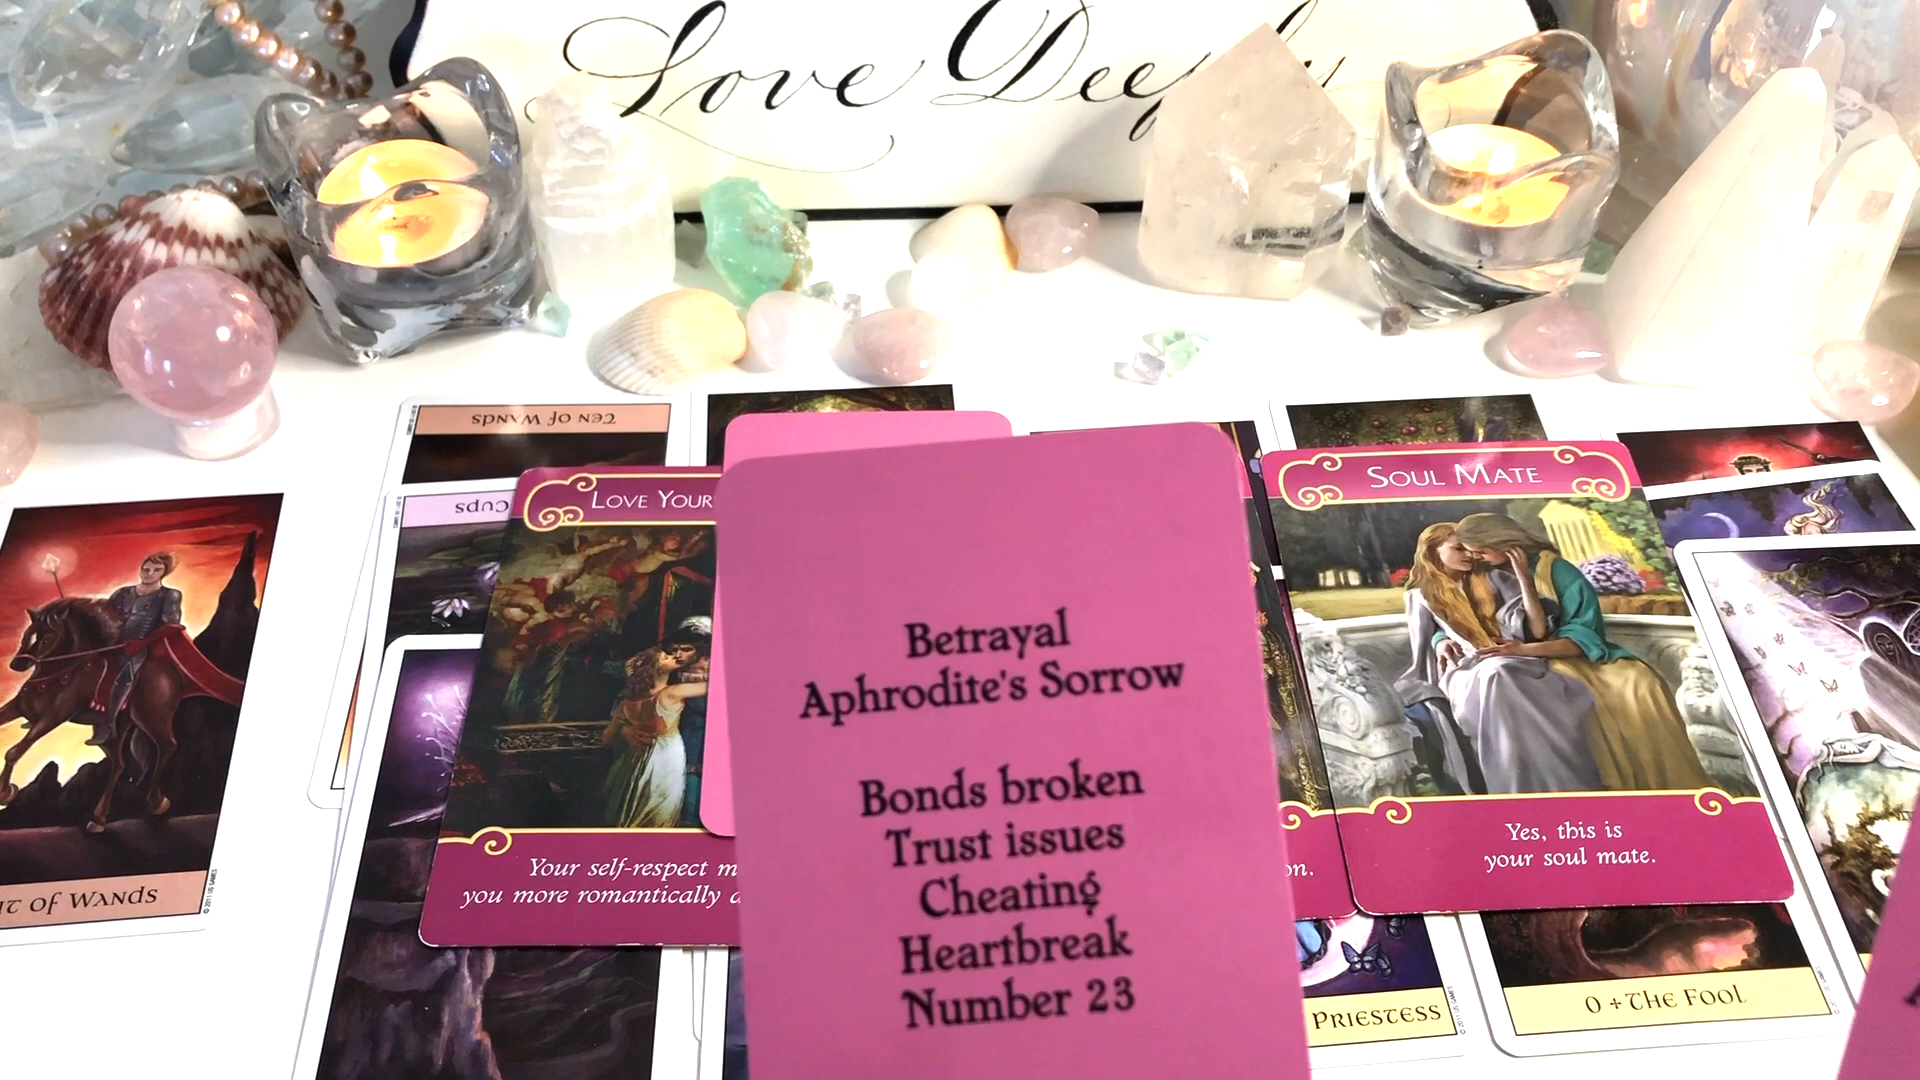 Love Deeply
Ten of Wands
Cups
Love Your
Your self-respect
you more romantically
Soul Mate
Yes, this is
your soul mate.
Betrayal
Aphrodite's Sorrow
Bonds broken
Trust issues
Cheating
Heartbreak
Number 23
of Wands
Priestess
0 + The Fool